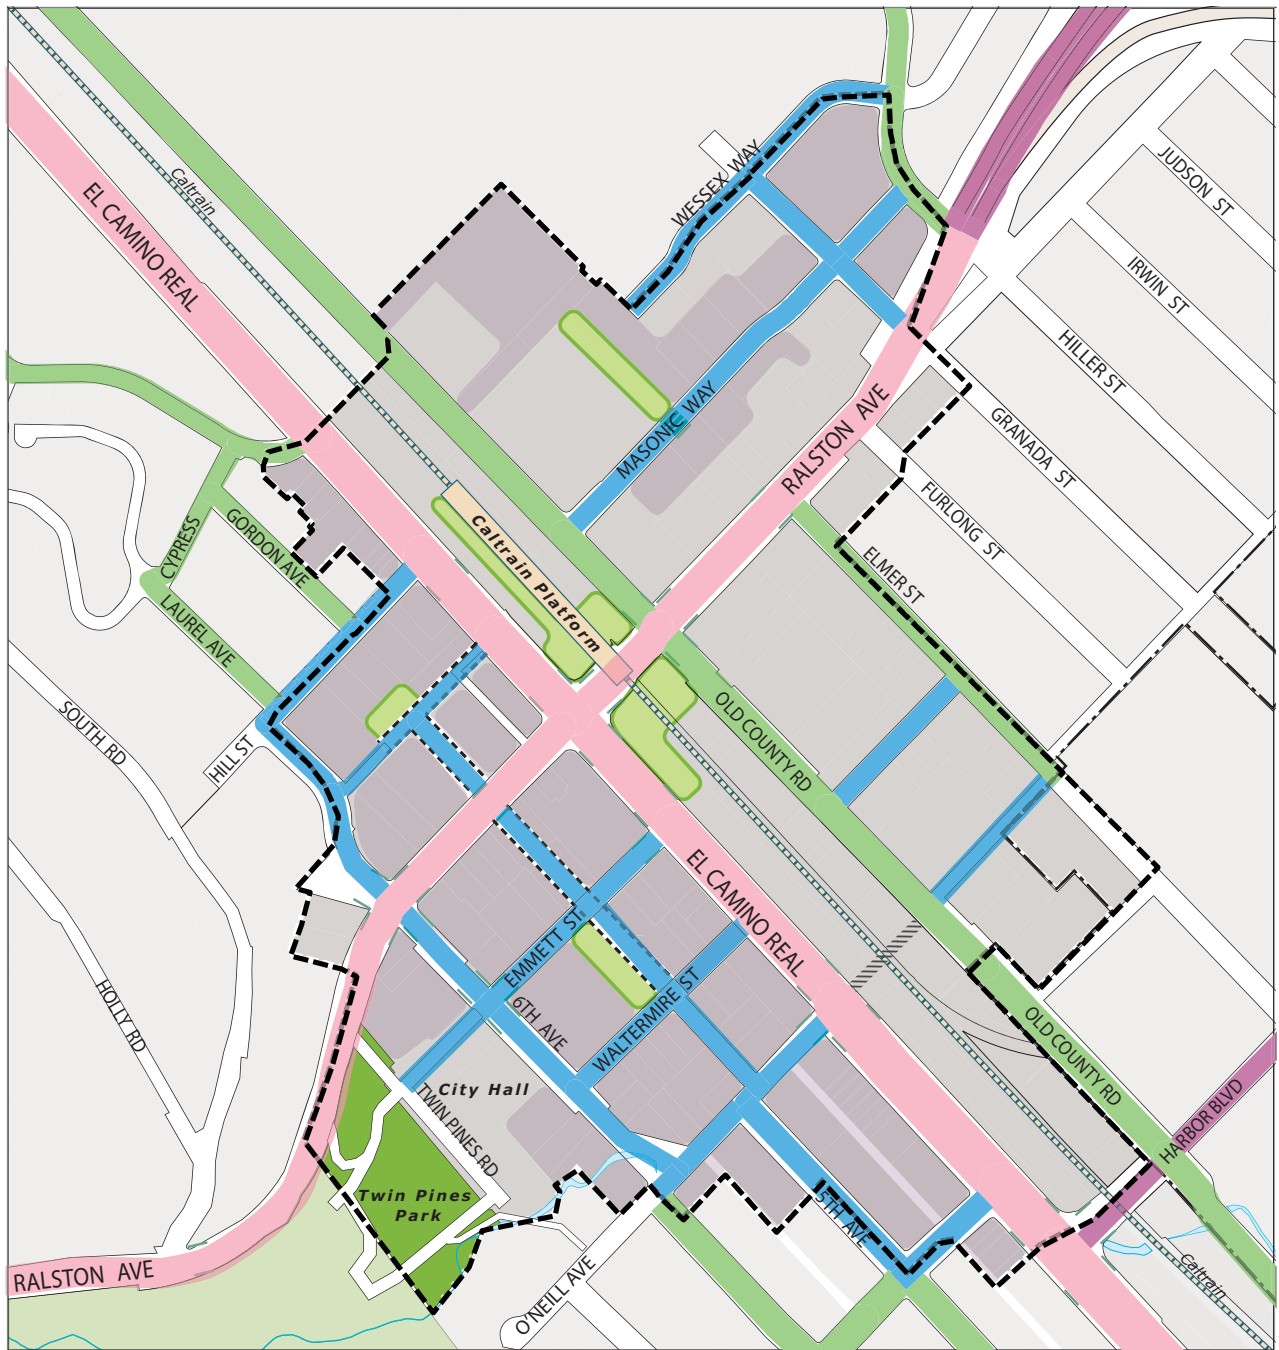 WESSEX WAY
JUDSON ST
Caltrain
EL CAMINO REAL
IRWIN ST
HILLER ST
MASONIC WAY
RALSTON AVE
GRANADA ST
FURLONG ST
CYPRESS
GORDON AVE
Caltrain Platform
ELMER ST
LAUREL AVE
SOUTH RD
HILL ST
OLD COUNTY RD
EL CAMINO REAL
EMMETT ST
HOLLY RD
6TH AVE
WALTERMIRE ST
OLD COUNTY RD
City Hall
TWIN PINES RD
HARBOR BLVD
Twin Pines
Park
5TH AVE
RALSTON AVE
O'NEILL AVE
Caltrain